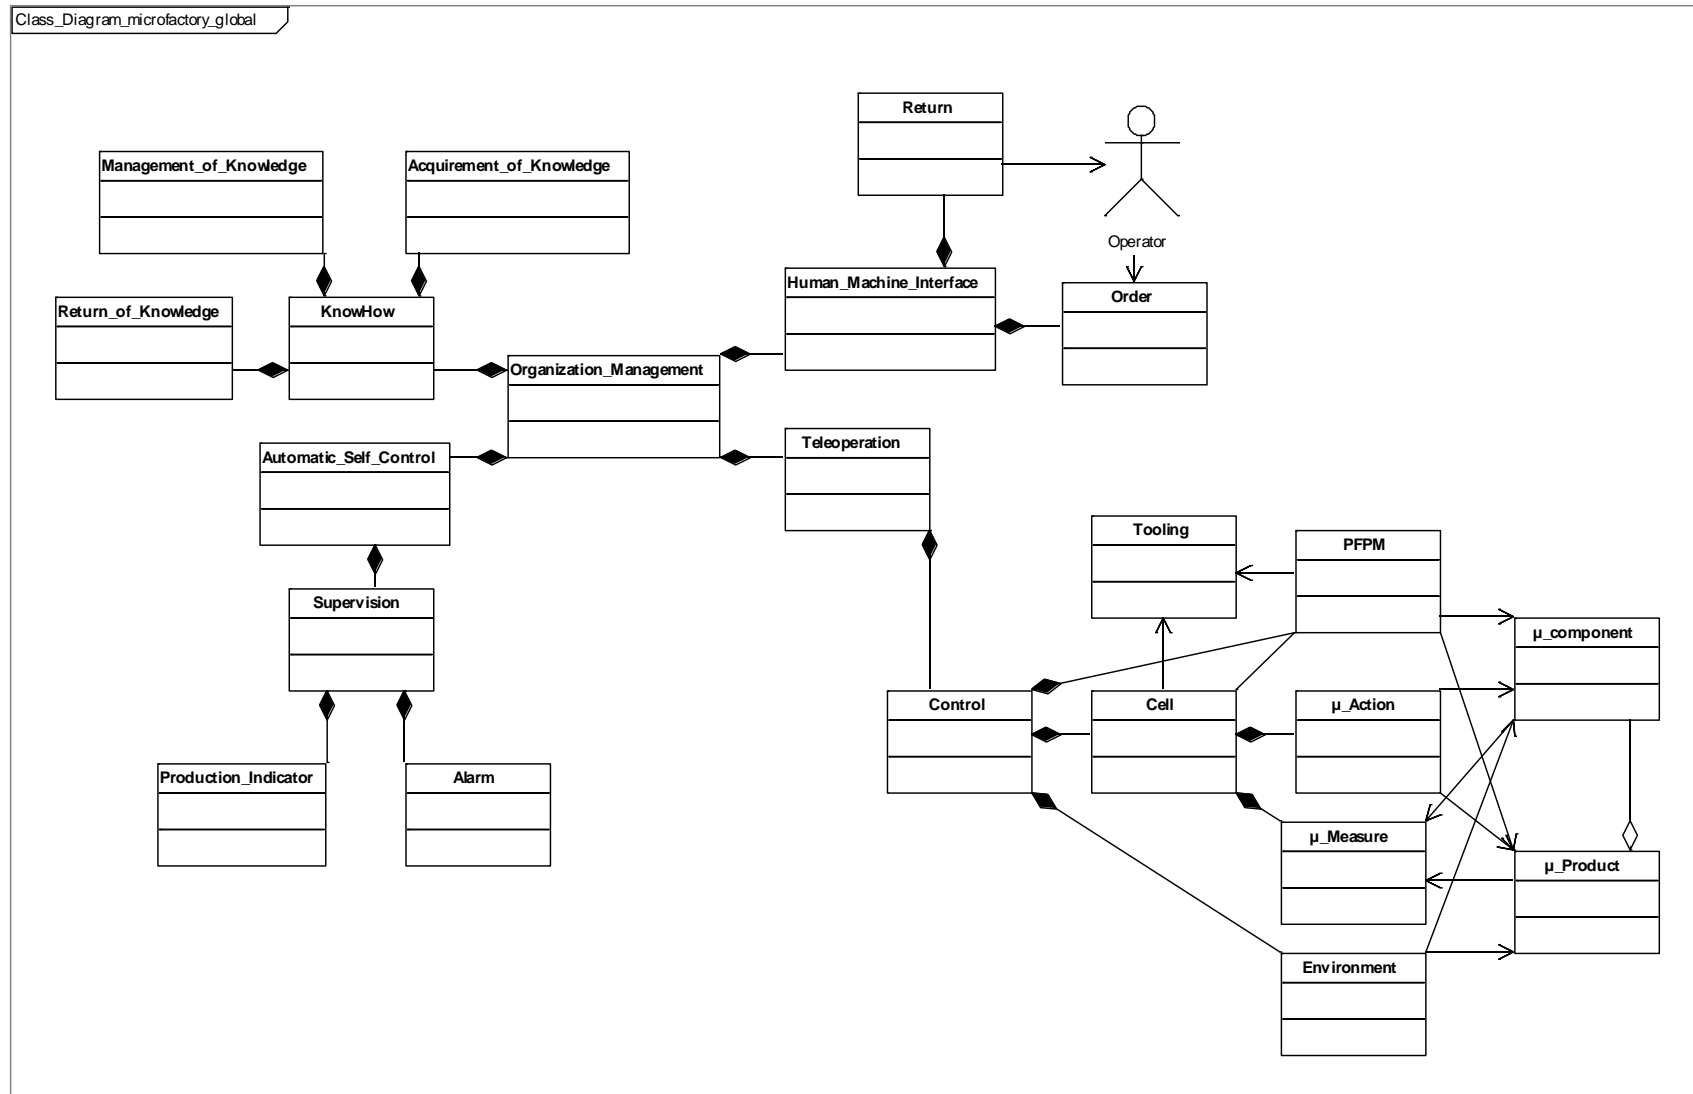 Class_Diagram_microfactory_global
Return
Management_of_Knowledge
Acquirement_of_Knowledge
Operator
Human_Machine_Interface
Order
Return_of_Knowledge
KnowHow
Organization_Management
Teleoperation
Automatic_Self_Control
Tooling
PFPM
Supervision
µ_component
Control
Cell
µ_Action
Production_Indicator
Alarm
µ_Measure
µ_Product
Environment